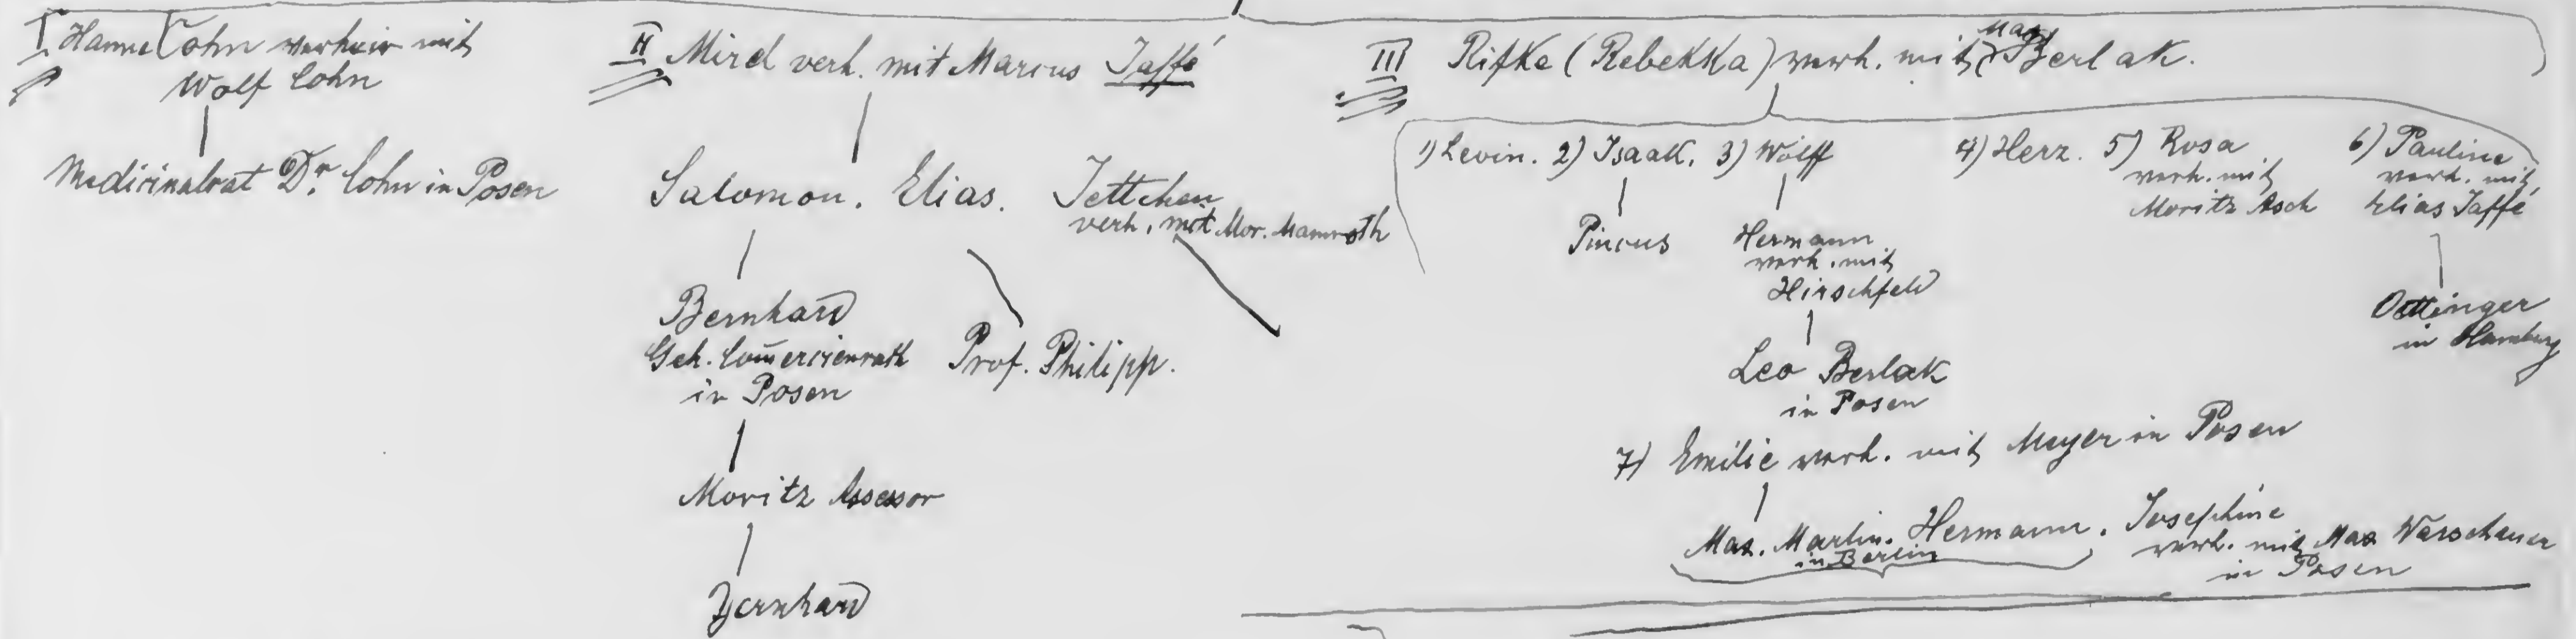 I Hanne Cohn verheir mit
Wolf Cohn
Medicinalrat Dr. Cohn in Posen
II Mirel verh. mit Marcus Jaffé
Salomon. Elias. Jettchen
verh. mit Mor. Mamroth
Bernhard
Geh. Com̄ercienrath
in Posen
Prof. Philipp.
Moritz Assessor
Bernhard
III Rifke (Rebekka) verh. mit Max Berlak.
1) Levin. 2) Isaak. 3) Wolff 4) Herz. 5) Rosa
verh. mit
Moritz Asch
6) Pauline
verh. mit
Elias Jaffé
Pincus
Hermann
verh. mit
Hirschfeld
Leo Berlak
in Posen
Oettinger
in Hamburg
7) Emilie verh. mit Meyer in Posen
Max. Martin. Hermann. Josephine
in Berlin
verh. mit Max Warschauer
in Posen